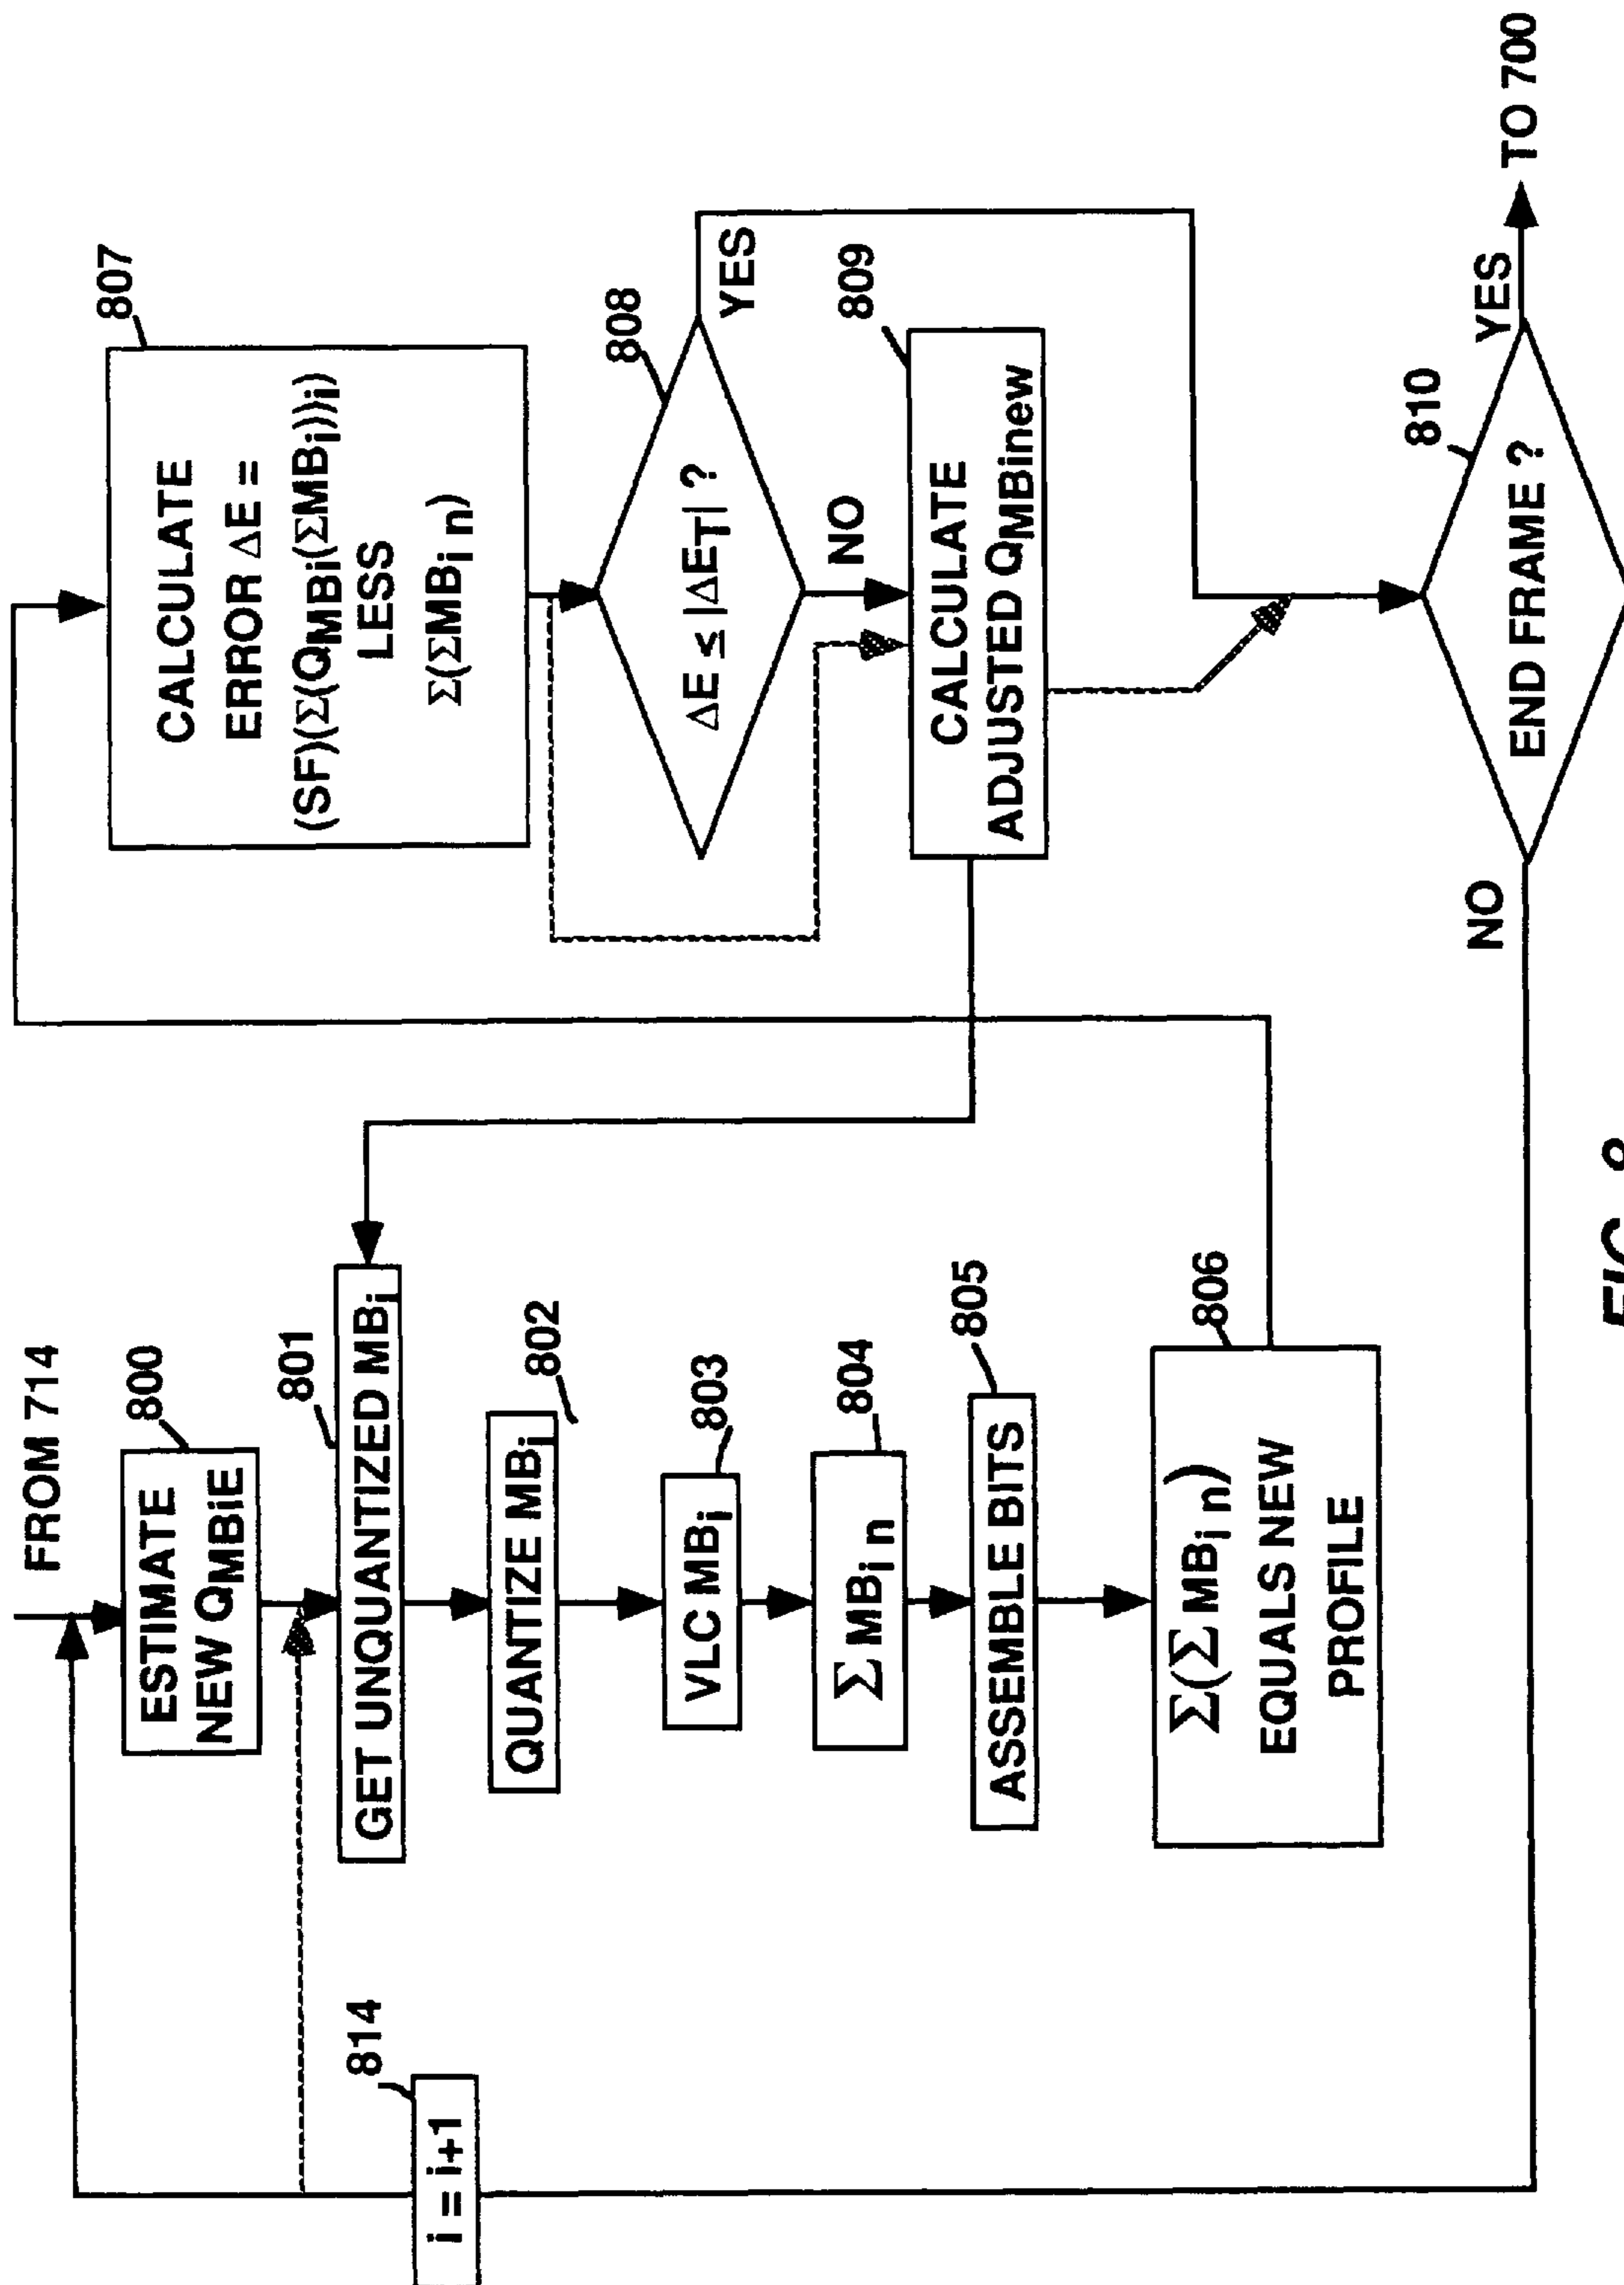 FROM 714
800
ESTIMATE
NEW QMBiE
801
GET UNQUANTIZED MBi
802
QUANTIZE MBi
803
VLC MBi
804
Σ MBi n
805
ASSEMBLE BITS
806
Σ(Σ MBi n)
EQUALS NEW
PROFILE
814
i = i+1
807
CALCULATE
ERROR ΔE =
(SF)(Σ(QMBi(ΣMBi))i)
LESS
Σ(ΣMBi n)
808
ΔE ≤ |ΔET| ?
YES
NO
809
CALCULATE
ADJUSTED QMBinew
810
END FRAME ?
NO
YES
TO 700
FIG. 8